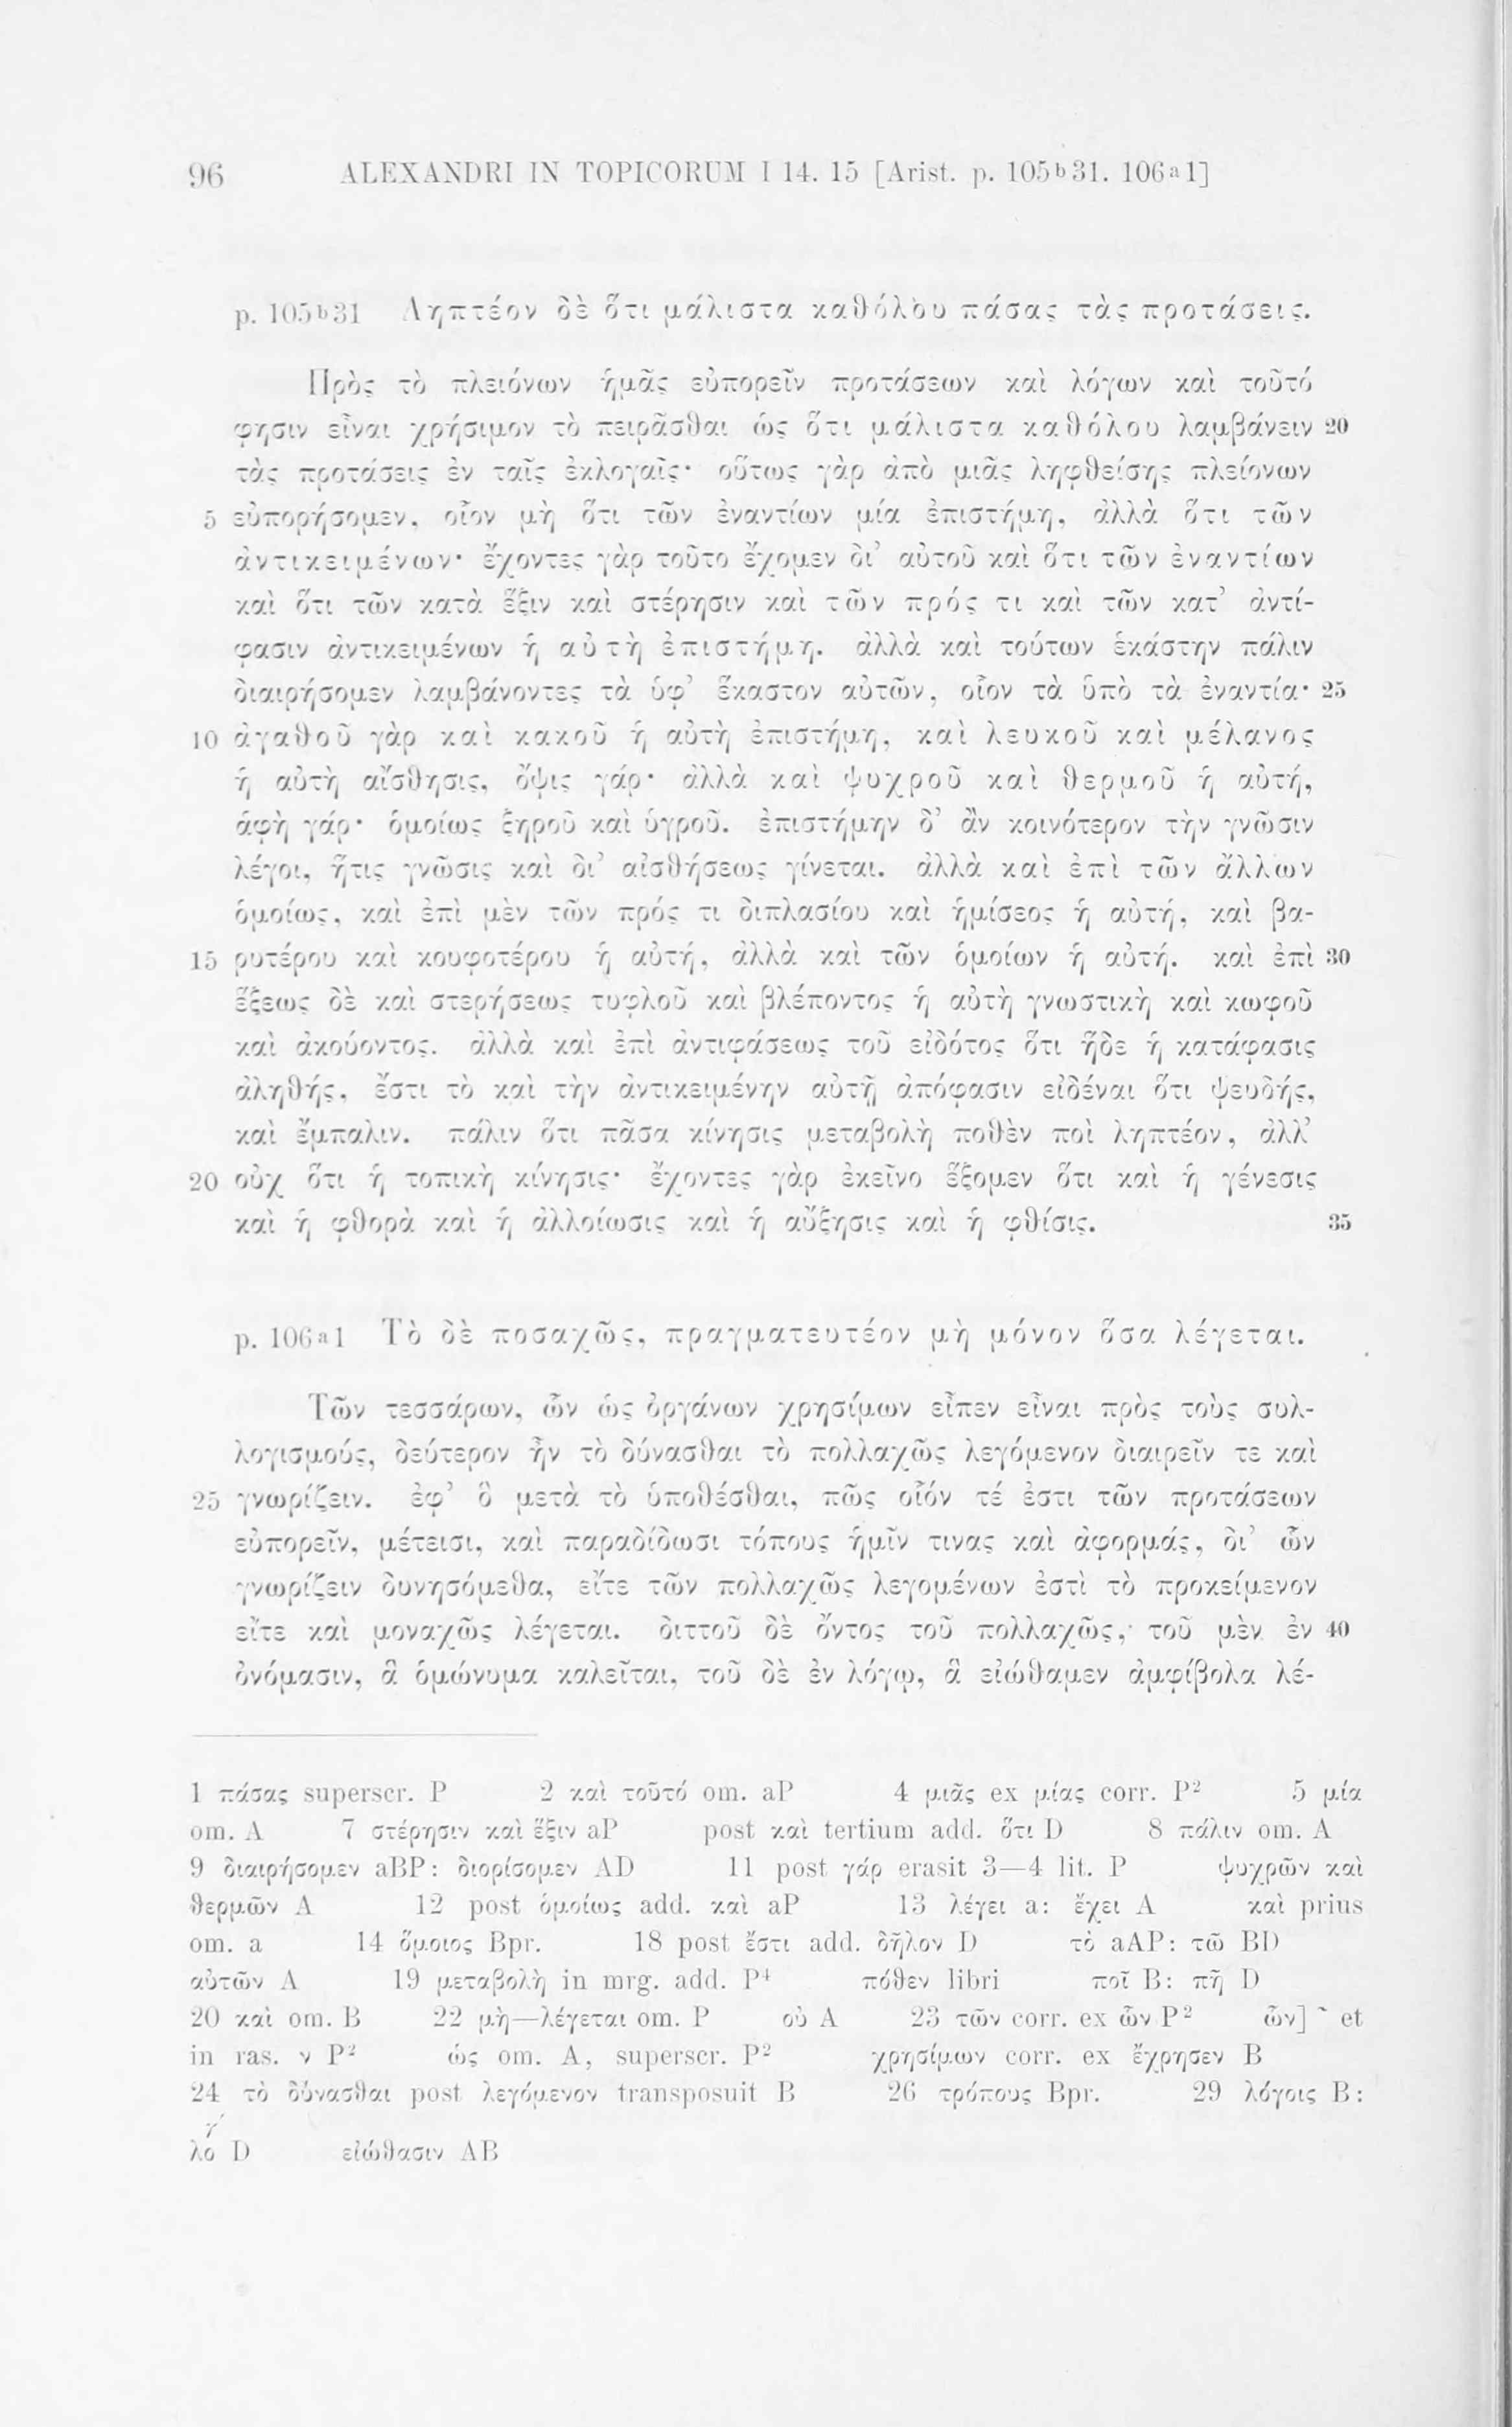 96 ALEXANDRI IN TOPICORUM I 14. 15 [Arist. p. 105b31. 106a1]
p. 105b31 Ληπτέον δὲ ὅτι μάλιστα καθόλου πάσας τὰς προτάσεις.
Πρὸς τὸ πλειόνων ἡμᾶς εὐπορεῖν προτάσεων καὶ λόγων καὶ τοῦτό
φησιν εἶναι χρήσιμον τὸ πειρᾶσθαι ὡς ὅτι μάλιστα καθόλου λαμβάνειν 20
τὰς προτάσεις ἐν ταῖς ἐκλογαῖς· οὕτως γὰρ ἀπὸ μιᾶς ληφθείσης πλείονων
5 εὐπορήσομεν, οἷον μὴ ὅτι τῶν ἐναντίων μία ἐπιστήμη, ἀλλὰ ὅτι τῶν
ἀντικειμένων· ἔχοντες γὰρ τοῦτο ἔχομεν δι’ αὐτοῦ καὶ ὅτι τῶν ἐναντίων
καὶ ὅτι τῶν κατὰ ἕξιν καὶ στέρησιν καὶ τῶν πρός τι καὶ τῶν κατ’ ἀντί-
φασιν ἀντικειμένων ἡ αὐτὴ ἐπιστήμη. ἀλλὰ καὶ τούτων ἑκάστην πάλιν
διαιρήσομεν λαμβάνοντες τὰ ὑφ’ ἕκαστον αὐτῶν, οἷον τὰ ὑπὸ τὰ ἐναντία· 25
10 ἀγαθοῦ γὰρ καὶ κακοῦ ἡ αὐτὴ ἐπιστήμη, καὶ λευκοῦ καὶ μέλανος
ἡ αὐτὴ αἴσθησις, ὄψις γάρ· ἀλλὰ καὶ ψυχροῦ καὶ θερμοῦ ἡ αὐτή,
ἁφὴ γάρ· ὁμοίως ξηροῦ καὶ ὑγροῦ. ἐπιστήμην δ’ ἂν κοινότερον τὴν γνῶσιν
λέγοι, ἥτις γνῶσις καὶ δι’ αἰσθήσεως γίνεται. ἀλλὰ καὶ ἐπὶ τῶν ἄλλων
ὁμοίως, καὶ ἐπὶ μὲν τῶν πρός τι διπλασίου καὶ ἡμίσεος ἡ αὐτή, καὶ βα-
15 ρυτέρου καὶ κουφοτέρου ἡ αὐτή, ἀλλὰ καὶ τῶν ὁμοίων ἡ αὐτή. καὶ ἐπὶ 30
ἕξεως δὲ καὶ στερήσεως τυφλοῦ καὶ βλέποντος ἡ αὐτὴ γνωστικὴ καὶ κωφοῦ
καὶ ἀκούοντος. ἀλλὰ καὶ ἐπὶ ἀντιφάσεως τοῦ εἰδότος ὅτι ἥδε ἡ κατάφασις
ἀληθής, ἔστι τὸ καὶ τὴν ἀντικειμένην αὐτῇ ἀπόφασιν εἰδέναι ὅτι ψευδής,
καὶ ἔμπαλιν. πάλιν ὅτι πᾶσα κίνησις μεταβολὴ ποθὲν ποὶ ληπτέον, ἀλλ’
20 οὐχ ὅτι ἡ τοπικὴ κίνησις· ἔχοντες γὰρ ἐκεῖνο ἕξομεν ὅτι καὶ ἡ γένεσις
καὶ ἡ φθορὰ καὶ ἡ ἀλλοίωσις καὶ ἡ αὔξησις καὶ ἡ φθίσις. 35
p. 106a1 Τὸ δὲ ποσαχῶς, πραγματευτέον μὴ μόνον ὅσα λέγεται.
Τῶν τεσσάρων, ὧν ὡς ὀργάνων χρησίμων εἶπεν εἶναι πρὸς τοὺς συλ-
λογισμούς, δεύτερον ἦν τὸ δύνασθαι τὸ πολλαχῶς λεγόμενον διαιρεῖν τε καὶ
25 γνωρίζειν. ἐφ’ ὃ μετὰ τὸ ὑποθέσθαι, πῶς οἷόν τέ ἐστι τῶν προτάσεων
εὐπορεῖν, μέτεισι, καὶ παραδίδωσι τόπους ἡμῖν τινας καὶ ἀφορμάς, δι’ ὧν
γνωρίζειν δυνησόμεθα, εἴτε τῶν πολλαχῶς λεγομένων ἐστὶ τὸ προκείμενον
εἴτε καὶ μοναχῶς λέγεται. διττοῦ δὲ ὄντος τοῦ πολλαχῶς, τοῦ μὲν ἐν 40
ὀνόμασιν, ἃ ὁμώνυμα καλεῖται, τοῦ δὲ ἐν λόγῳ, ἃ εἰώθαμεν ἀμφίβολα λέ-
1 πάσας superscr. P 2 καὶ τοῦτό om. aP 4 μιᾶς ex μίας corr. P2 5 μία
om. A 7 στέρησιν καὶ ἕξιν aP post καὶ tertium add. ὅτι D 8 πάλιν om. A
9 διαιρήσομεν aBP: διορίσομεν AD 11 post γάρ erasit 3—4 lit. P ψυχρῶν καὶ
θερμῶν A 12 post ὁμοίως add. καὶ aP 13 λέγει a: ἔχει A καὶ prius
om. a 14 ὅμοιος Bpr. 18 post ἔστι add. δῆλον D τὸ aAP: τῶ BD
αὐτῶν A 19 μεταβολὴ in mrg. add. P4 πόθεν libri ποῖ B: πῆ D
20 καὶ om. B 22 μὴ—λέγεται om. P οὐ A 23 τῶν corr. ex ὧν P2 ὧν] ῀ et
in ras. ν P2 ὡς om. A, superscr. P2 χρησίμων corr. ex ἔχρησεν B
24 τὸ δύνασθαι post λεγόμενον transposuit B 26 τρόπους Bpr. 29 λόγοις B:
λο D εἰώθασιν AB